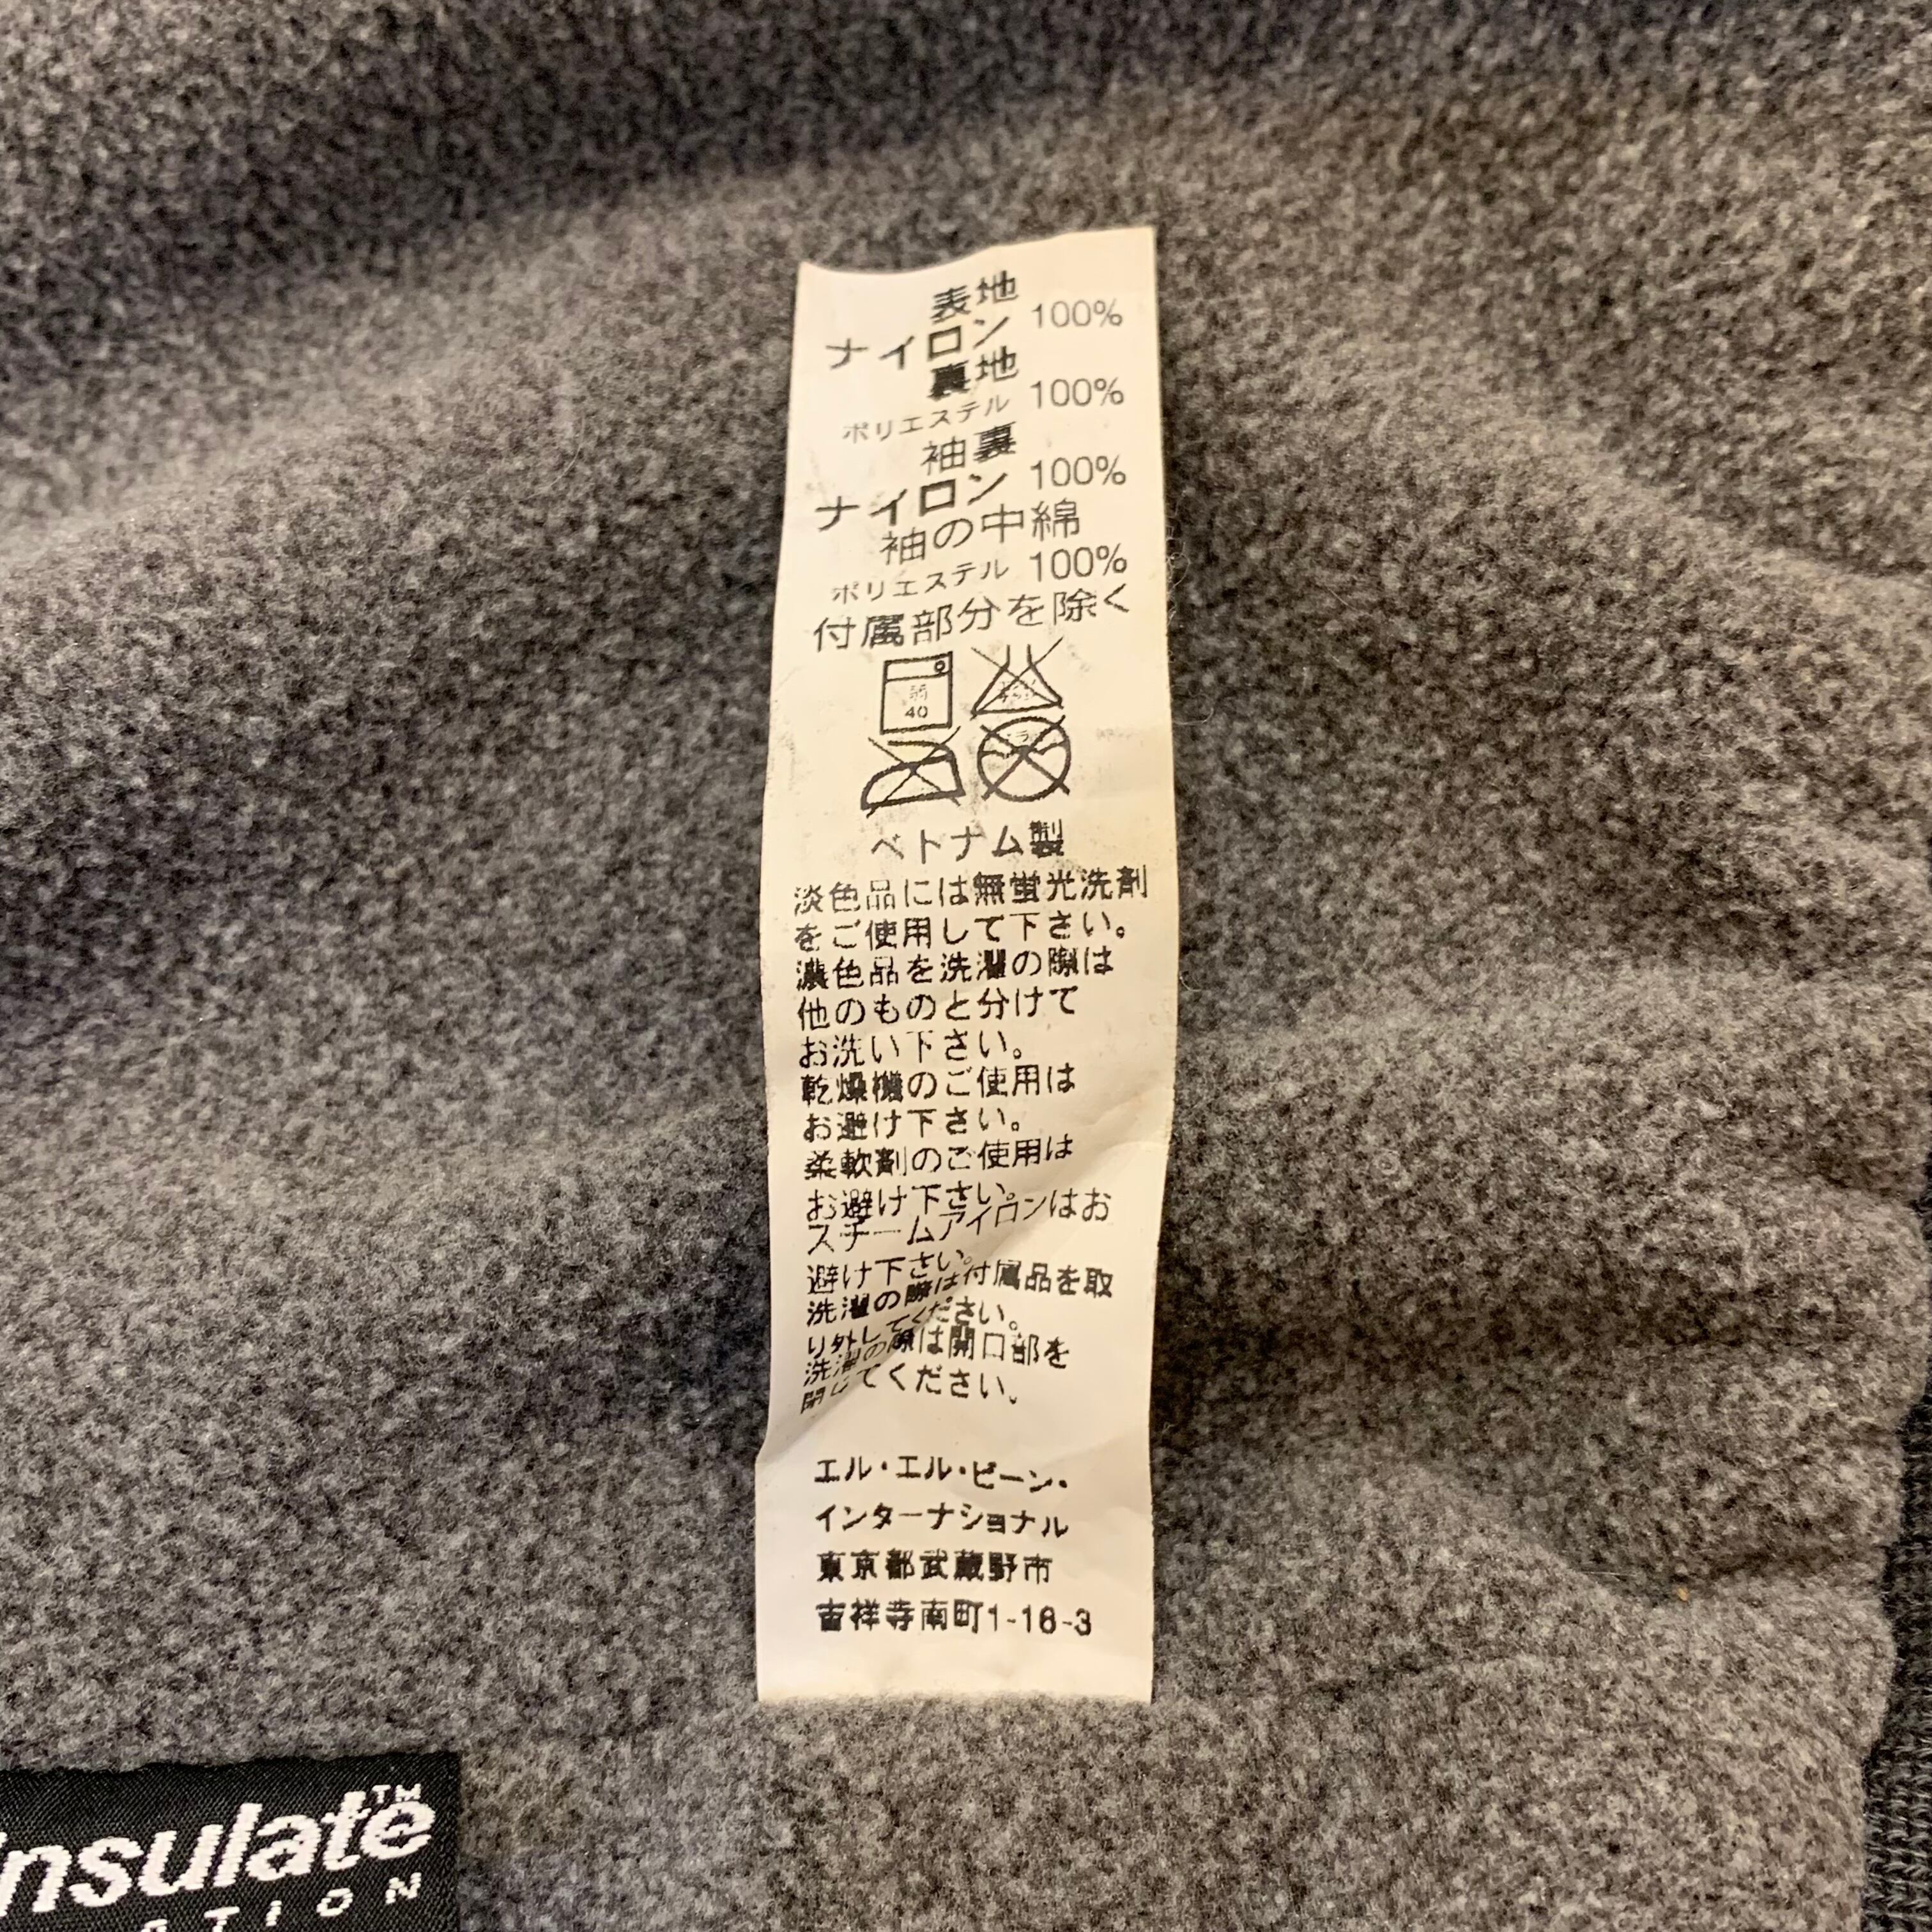 表地
ナイロン 100%
裏地
ポリエステル 100%
袖裏
ナイロン 100%
袖の中綿
ポリエステル 100%
付属部分を除く
弱
40
ベトナム製
淡色品には無蛍光洗剤
をご使用して下さい。
濃色品を洗濯の際は
他のものと分けて
お洗い下さい。
乾燥機のご使用は
お避け下さい。
柔軟剤のご使用は
お避け下さい。
スチームアイロンはお
避け下さい。
洗濯の際は付属品を取
り外してください。
洗濯の際は開口部を
閉じてください。
エル・エル・ビーン・
インターナショナル
東京都武蔵野市
吉祥寺南町1-18-3
insulate™
ATION